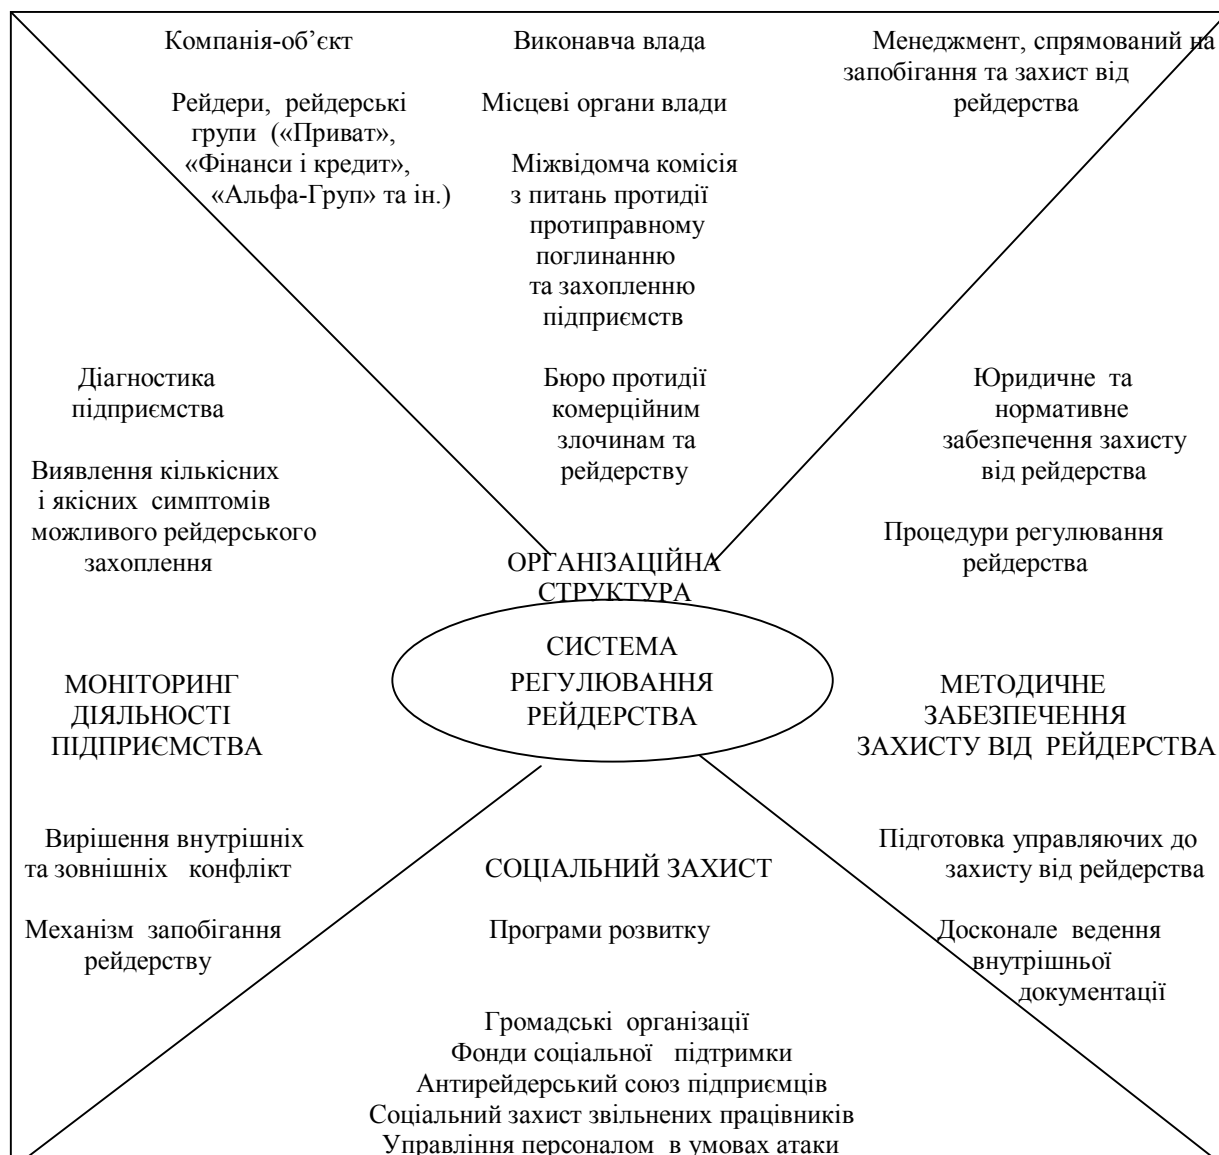 Компанія-об’єкт
Рейдери, рейдерські
групи («Приват»,
«Фінанси і кредит»,
«Альфа-Груп» та ін.)
Виконавча влада
Місцеві органи влади
Міжвідомча комісія
з питань протидії
протиправному
поглинанню
та захопленню
підприємств
Бюро протидії
комерційним
злочинам та
рейдерству
ОРГАНІЗАЦІЙНА
СТРУКТУРА
Менеджмент, спрямований на
запобігання та захист від
рейдерства
Юридичне та
нормативне
забезпечення захисту
від рейдерства
Процедури регулювання
рейдерства
Діагностика
підприємства
Виявлення кількісних
і якісних симптомів
можливого рейдерського
захоплення
СИСТЕМА
РЕГУЛЮВАННЯ
РЕЙДЕРСТВА
МОНІТОРИНГ
ДІЯЛЬНОСТІ
ПІДПРИЄМСТВА
МЕТОДИЧНЕ
ЗАБЕЗПЕЧЕННЯ
ЗАХИСТУ ВІД РЕЙДЕРСТВА
Вирішення внутрішніх
та зовнішніх конфлікт
Механізм запобігання
рейдерству
СОЦІАЛЬНИЙ ЗАХИСТ
Програми розвитку
Громадські організації
Фонди соціальної підтримки
Антирейдерський союз підприємців
Соціальний захист звільнених працівників
Управління персоналом в умовах атаки
Підготовка управляючих до
захисту від рейдерства
Досконале ведення
внутрішньої
документації